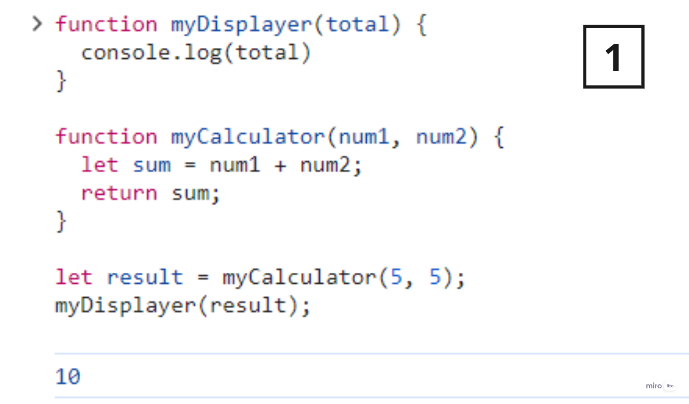 function myDisplayer(total) {
  console.log(total)
}

function myCalculator(num1, num2) {
  let sum = num1 + num2;
  return sum;
}

let result = myCalculator(5, 5);
myDisplayer(result);

10
1
miro